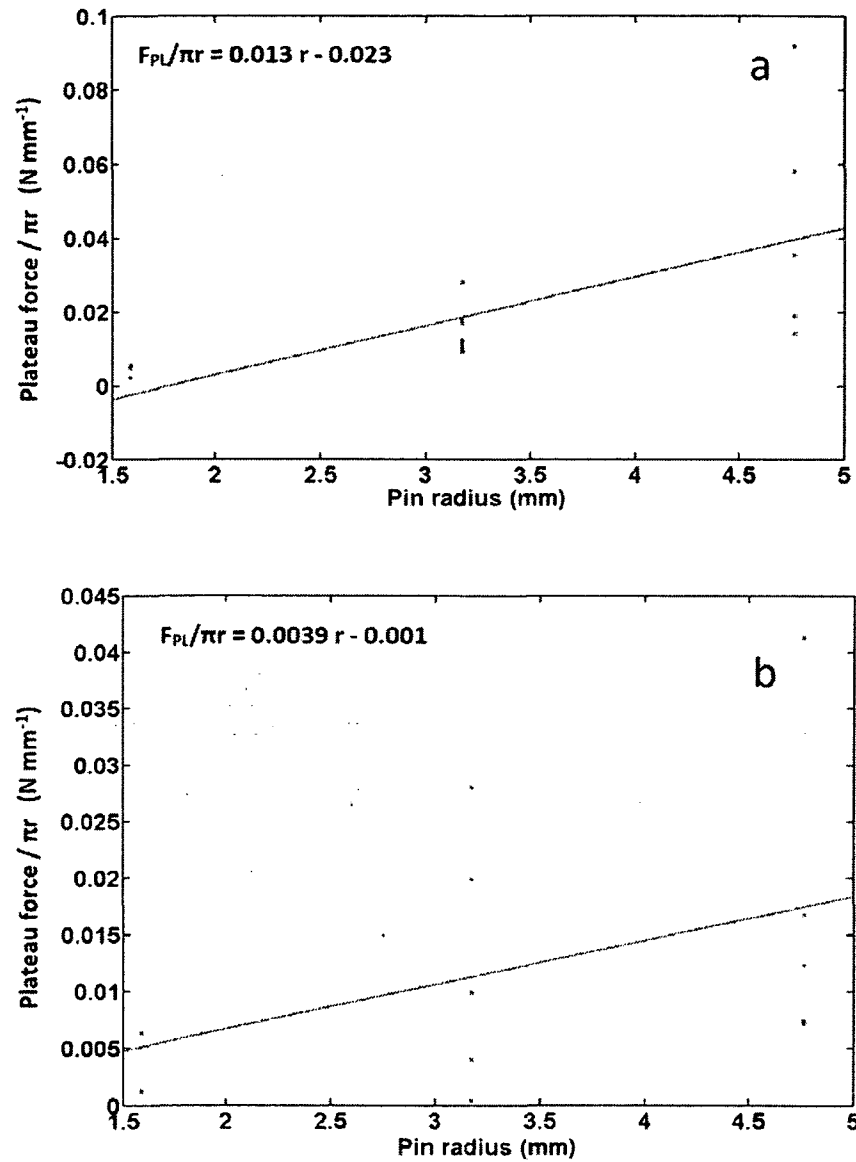 F_PL/πr = 0.013 r - 0.023
a
Plateau force / πr (N mm⁻¹)
0.1
0.08
0.06
0.04
0.02
0
-0.02
1.5 2 2.5 3 3.5 4 4.5 5
Pin radius (mm)
F_PL/πr = 0.0039 r - 0.001
b
Plateau force / πr (N mm⁻¹)
0.045
0.04
0.035
0.03
0.025
0.02
0.015
0.01
0.005
0
1.5 2 2.5 3 3.5 4 4.5 5
Pin radius (mm)